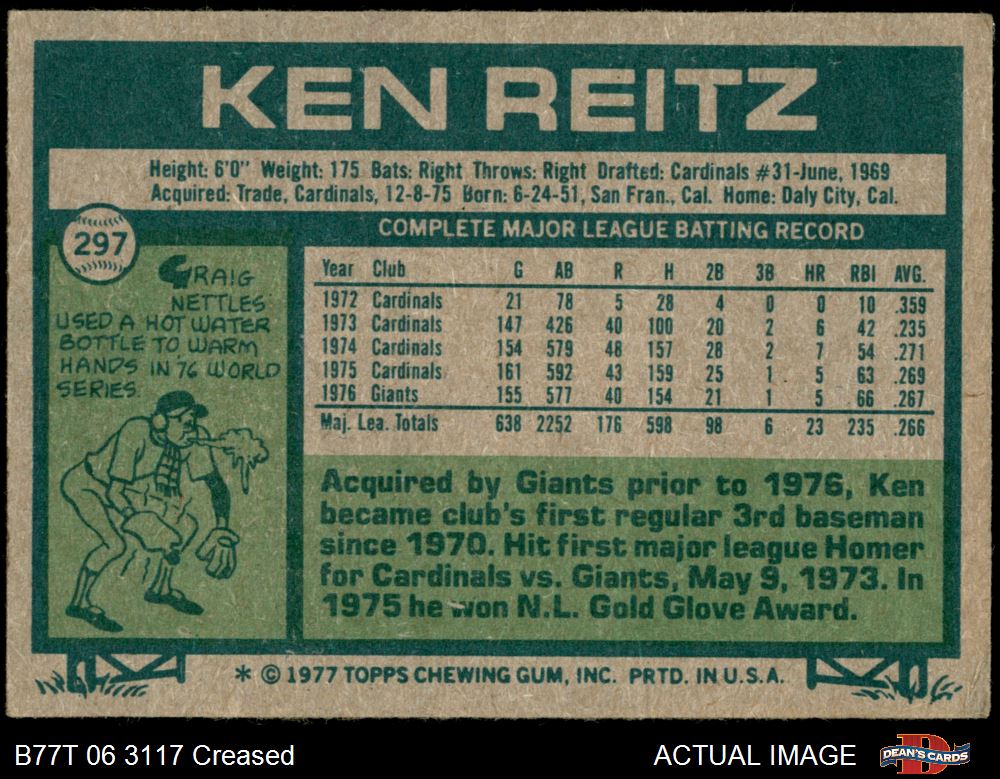 KEN REITZ
Height: 6'0" Weight: 175 Bats: Right Throws: Right Drafted: Cardinals #31-June, 1969
Acquired: Trade, Cardinals, 12-8-75 Born: 6-24-51, San Fran., Cal. Home: Daly City, Cal.
297
GRAIG
NETTLES
USED A HOT WATER
BOTTLE TO WARM
HANDS IN '76 WORLD
SERIES.
COMPLETE MAJOR LEAGUE BATTING RECORD
Year Club G AB R H 2B 3B HR RBI AVG.
1972 Cardinals 21 78 5 28 4 0 0 10 .359
1973 Cardinals 147 426 40 100 20 2 6 42 .235
1974 Cardinals 154 579 48 157 28 2 7 54 .271
1975 Cardinals 161 592 43 159 25 1 5 63 .269
1976 Giants 155 577 40 154 21 1 5 66 .267
Maj. Lea. Totals 638 2252 176 598 98 6 23 235 .266
Acquired by Giants prior to 1976, Ken
became club's first regular 3rd baseman
since 1970. Hit first major league Homer
for Cardinals vs. Giants, May 9, 1973. In
1975 he won N.L. Gold Glove Award.
* © 1977 TOPPS CHEWING GUM, INC. PRTD. IN U.S.A.
B77T 06 3117 Creased
ACTUAL IMAGE
DEAN'S CARDS